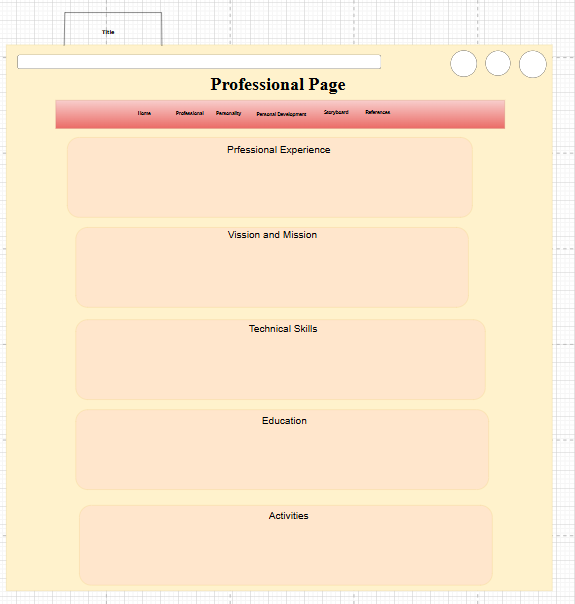 Title
Professional Page
Home Professional Personality Personal Development Storyboard References
Prfessional Experience
Vission and Mission
Technical Skills
Education
Activities